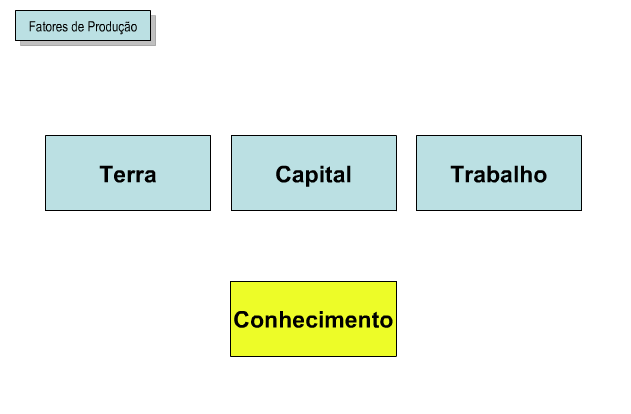 Fatores de Produção
Terra
Capital
Trabalho
Conhecimento